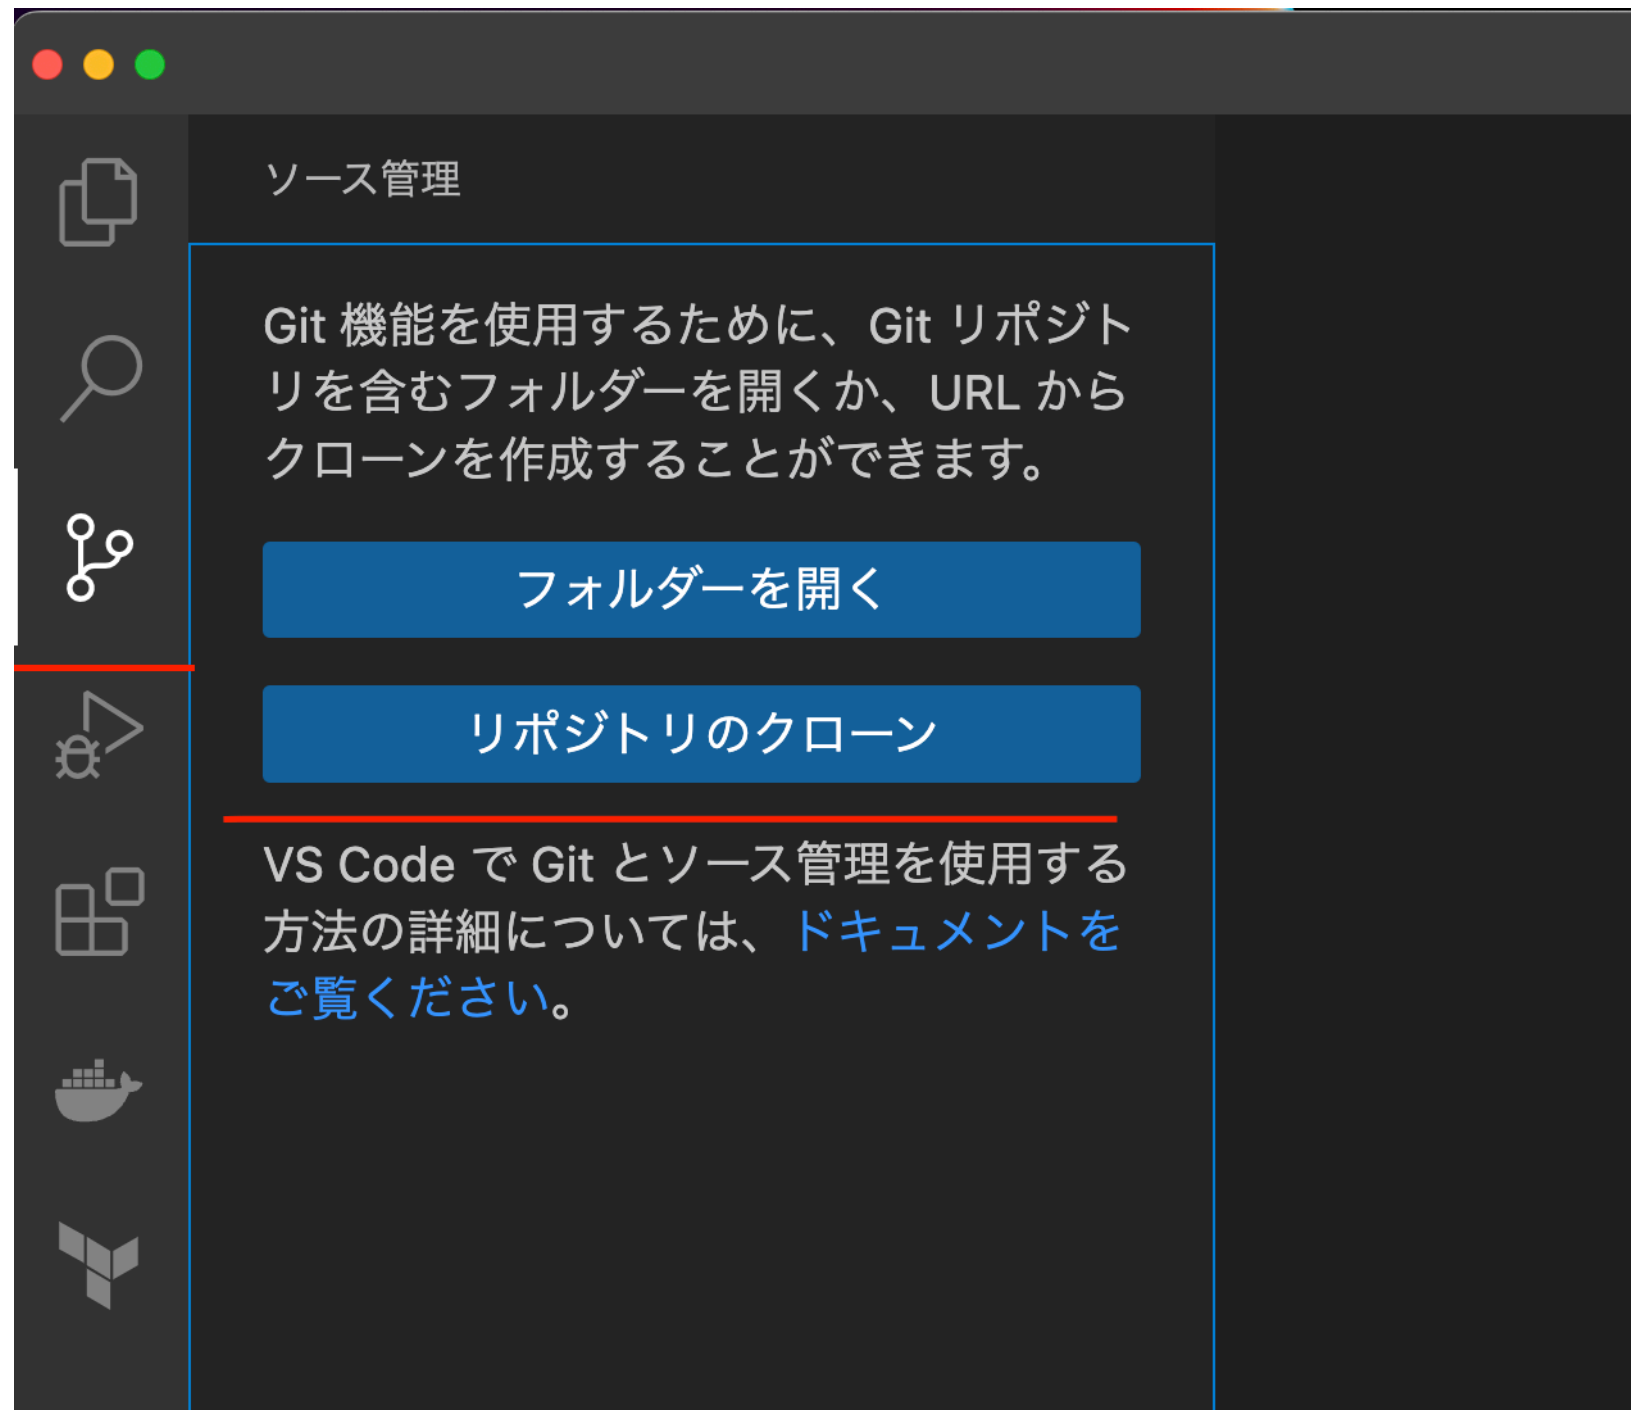 ソース管理
Git 機能を使用するために、Git リポジト
リを含むフォルダーを開くか、URL から
クローンを作成することができます。
フォルダーを開く
リポジトリのクローン
VS Code で Git とソース管理を使用する
方法の詳細については、ドキュメントを
ご覧ください。